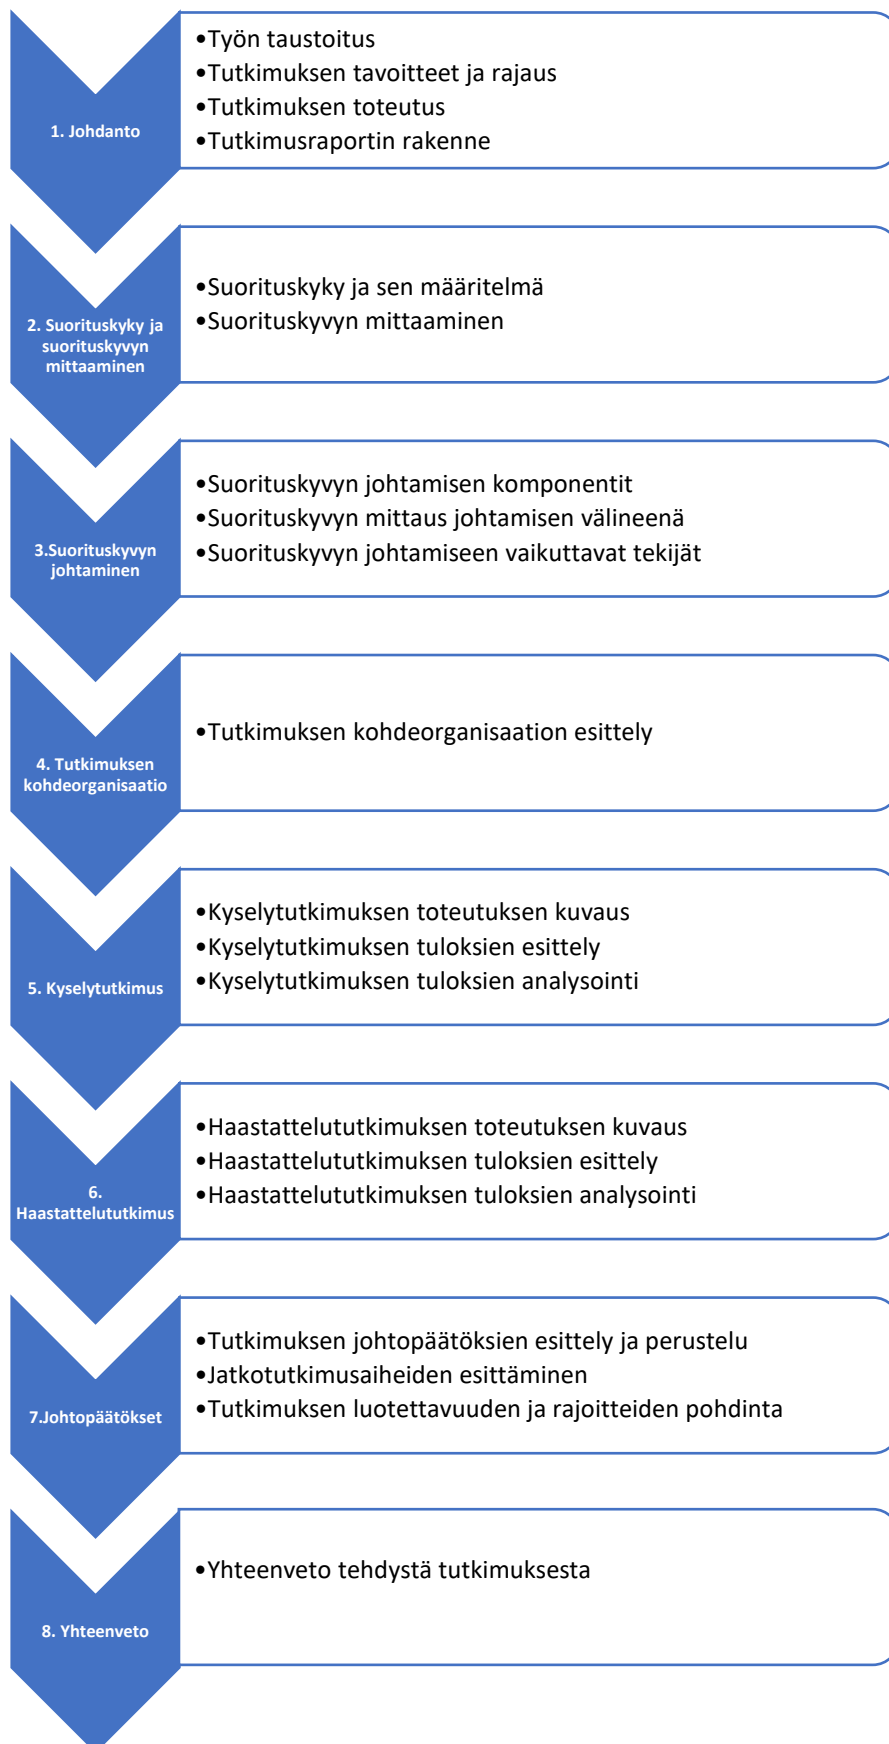 1. Johdanto
•Työn taustoitus
•Tutkimuksen tavoitteet ja rajaus
•Tutkimuksen toteutus
•Tutkimusraportin rakenne
2. Suorituskyky ja
suorituskyvyn
mittaaminen
•Suorituskyky ja sen määritelmä
•Suorituskyvyn mittaaminen
3.Suorituskyvyn
johtaminen
•Suorituskyvyn johtamisen komponentit
•Suorituskyvyn mittaus johtamisen välineenä
•Suorituskyvyn johtamiseen vaikuttavat tekijät
4. Tutkimuksen
kohdeorganisaatio
•Tutkimuksen kohdeorganisaation esittely
5. Kyselytutkimus
•Kyselytutkimuksen toteutuksen kuvaus
•Kyselytutkimuksen tuloksien esittely
•Kyselytutkimuksen tuloksien analysointi
6.
Haastattelututkimus
•Haastattelututkimuksen toteutuksen kuvaus
•Haastattelututkimuksen tuloksien esittely
•Haastattelututkimuksen tuloksien analysointi
7.Johtopäätökset
•Tutkimuksen johtopäätöksien esittely ja perustelu
•Jatkotutkimusaiheiden esittäminen
•Tutkimuksen luotettavuuden ja rajoitteiden pohdinta
8. Yhteenveto
•Yhteenveto tehdystä tutkimuksesta